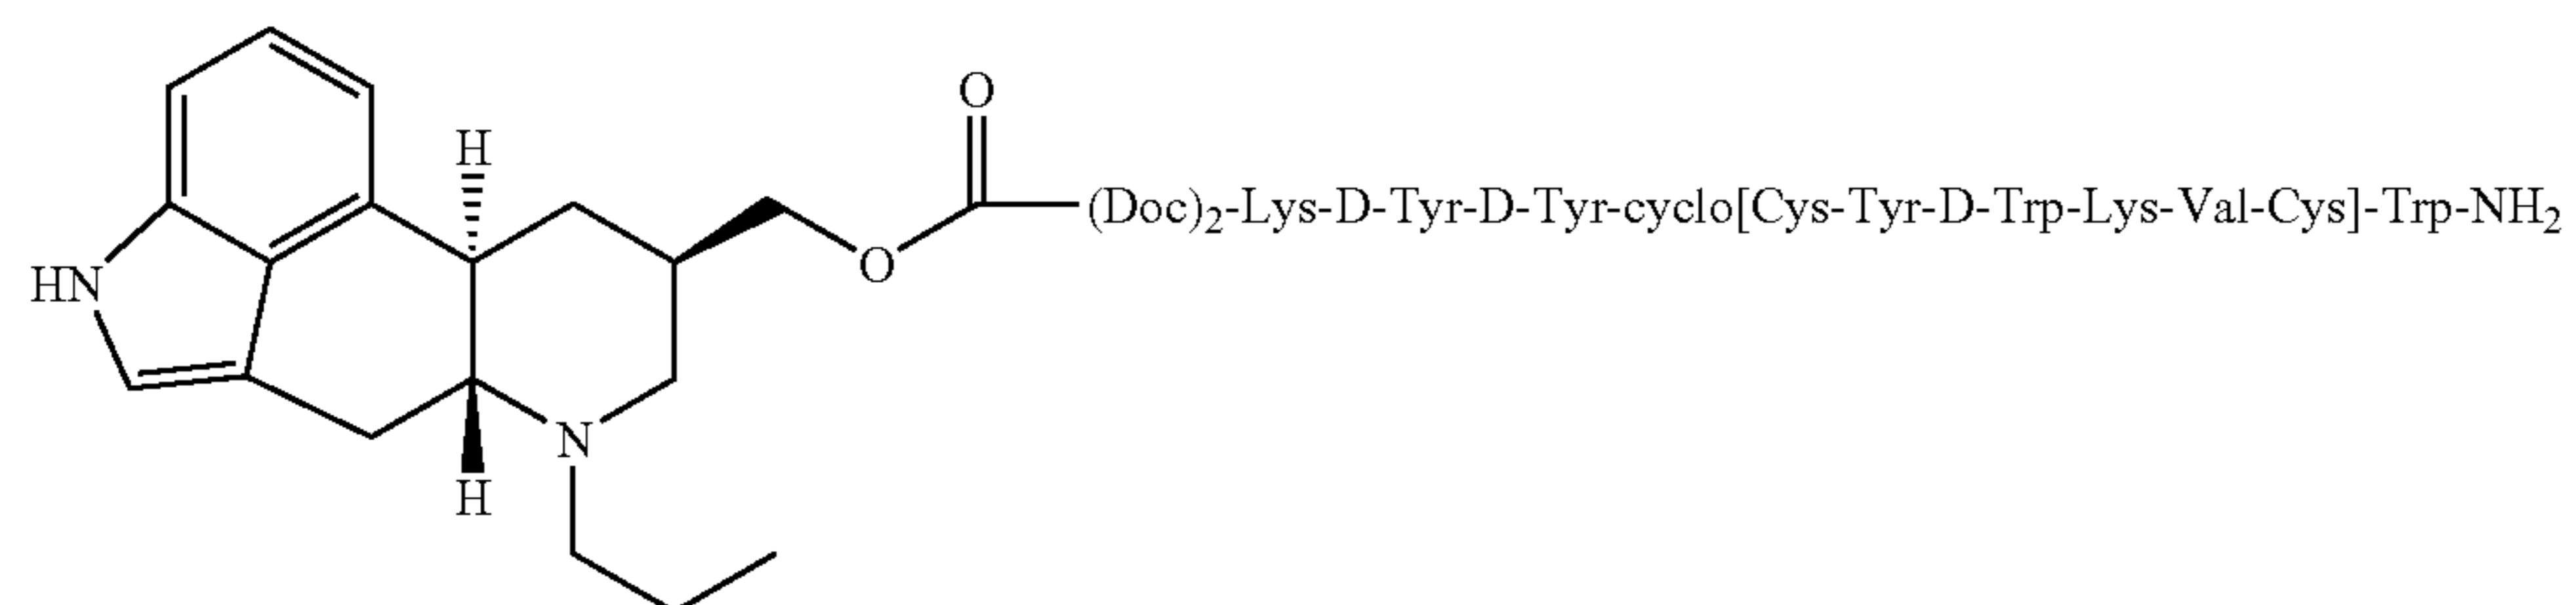 O
H
(Doc)2-Lys-D-Tyr-D-Tyr-cyclo[Cys-Tyr-D-Trp-Lys-Val-Cys]-Trp-NH2
O
HN
N
H